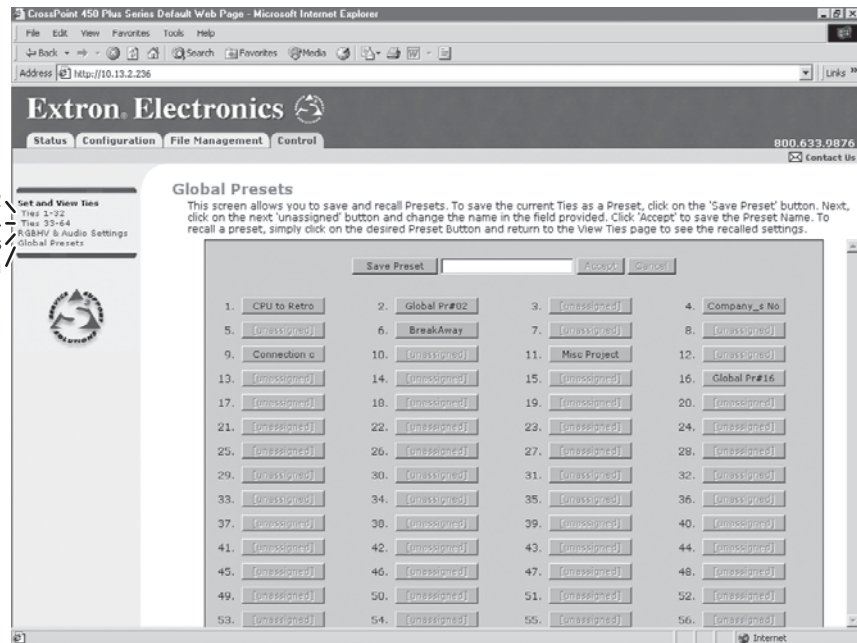 CrossPoint 450 Plus Series Default Web Page - Microsoft Internet Explorer
File Edit View Favorites Tools Help
Back Search Favorites Media
Address http://10.13.2.236 Links »
Extron. Electronics
Status Configuration File Management Control
800.633.9876
Contact Us
Set and View Ties
Ties 1-32
Ties 33-64
RGBHV & Audio Settings
Global Presets
SERVICE SUPPORT SOLUTIONS
Global Presets
This screen allows you to save and recall Presets. To save the current Ties as a Preset, click on the 'Save Preset' button. Next,
click on the next 'unassigned' button and change the name in the field provided. Click 'Accept' to save the Preset Name. To
recall a preset, simply click on the desired Preset Button and return to the View Ties page to see the recalled settings.
Save Preset Accept Cancel
1. CPU to Retro 2. Global Pr#02 3. [unassigned] 4. Company_s No
5. [unassigned] 6. BreakAway 7. [unassigned] 8. [unassigned]
9. Connection c 10. [unassigned] 11. Misc Project 12. [unassigned]
13. [unassigned] 14. [unassigned] 15. [unassigned] 16. Global Pr#16
17. [unassigned] 18. [unassigned] 19. [unassigned] 20. [unassigned]
21. [unassigned] 22. [unassigned] 23. [unassigned] 24. [unassigned]
25. [unassigned] 26. [unassigned] 27. [unassigned] 28. [unassigned]
29. [unassigned] 30. [unassigned] 31. [unassigned] 32. [unassigned]
33. [unassigned] 34. [unassigned] 35. [unassigned] 36. [unassigned]
37. [unassigned] 38. [unassigned] 39. [unassigned] 40. [unassigned]
41. [unassigned] 42. [unassigned] 43. [unassigned] 44. [unassigned]
45. [unassigned] 46. [unassigned] 47. [unassigned] 48. [unassigned]
49. [unassigned] 50. [unassigned] 51. [unassigned] 52. [unassigned]
53. [unassigned] 54. [unassigned] 55. [unassigned] 56. [unassigned]
Internet